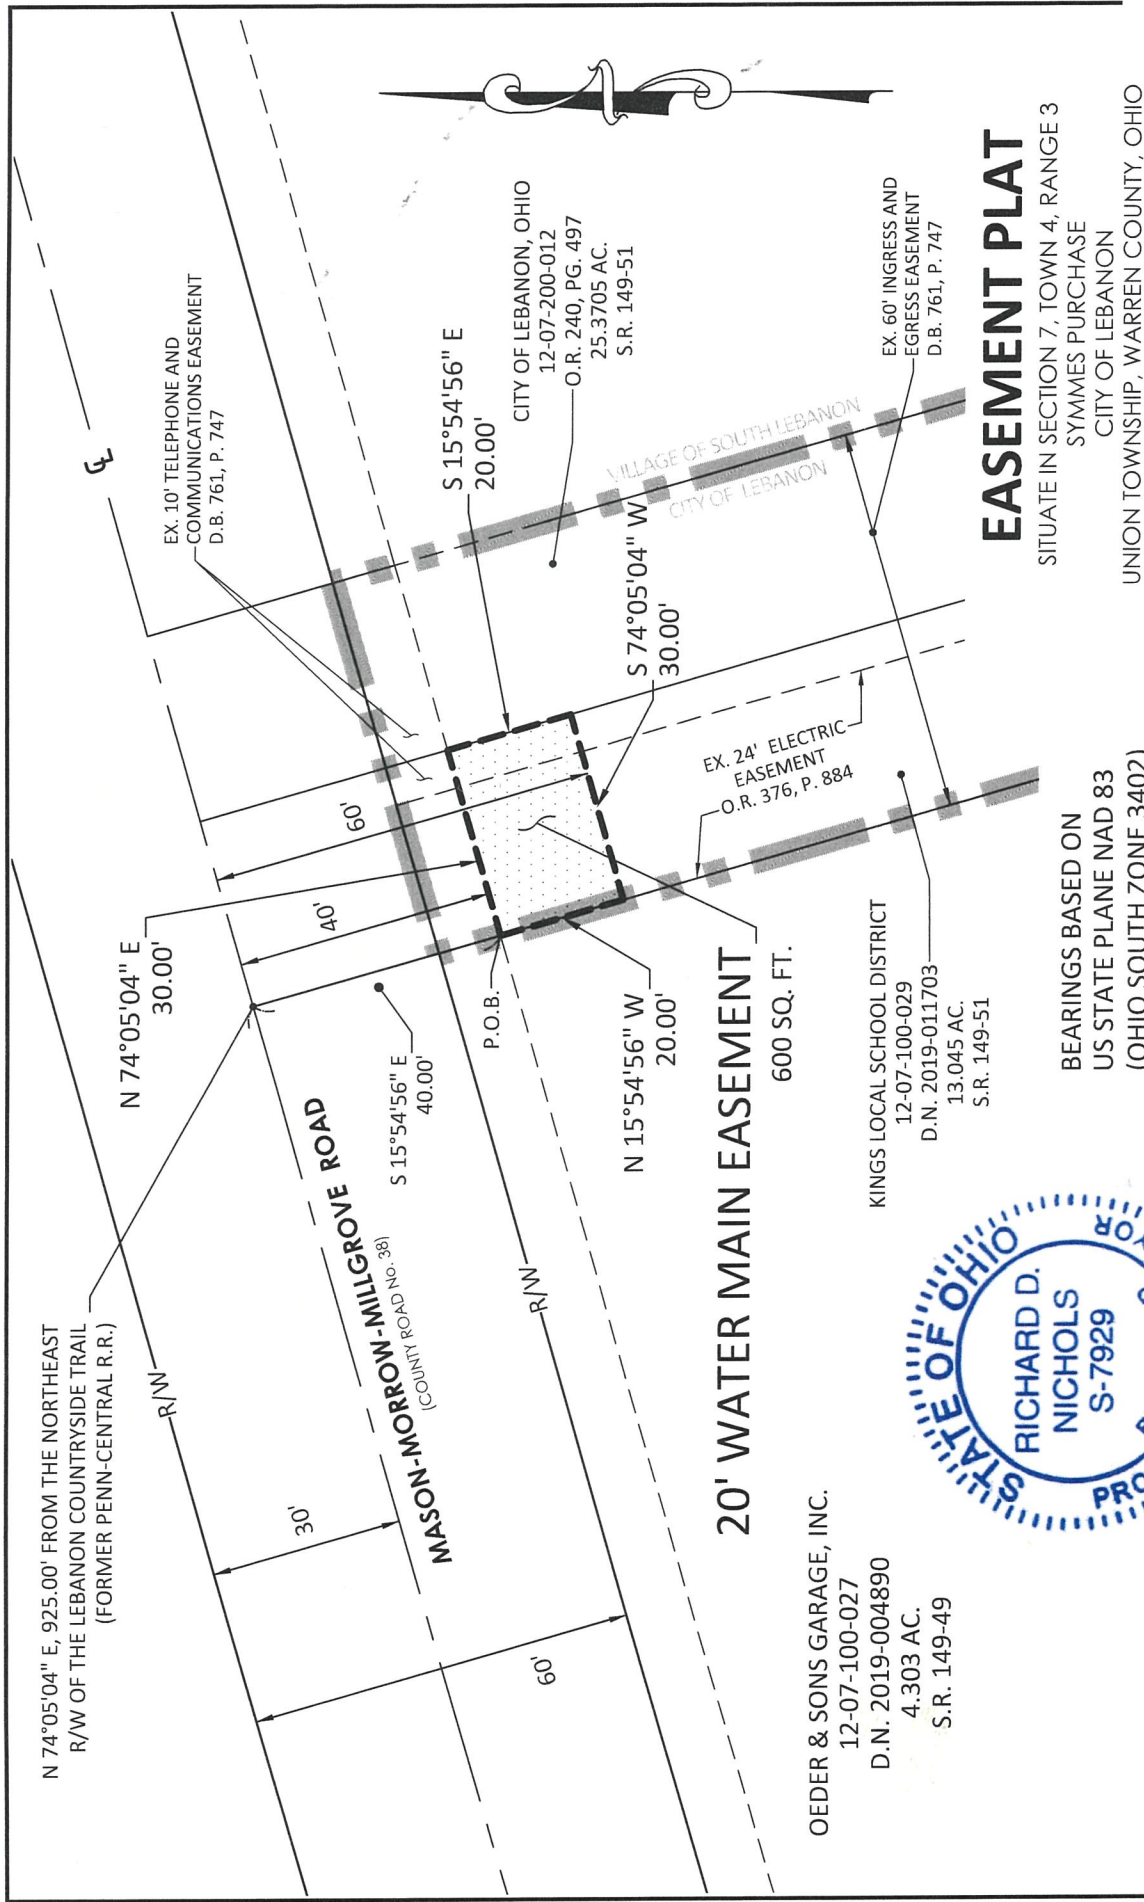 N 74°05'04" E, 925.00' FROM THE NORTHEAST
R/W OF THE LEBANON COUNTRYSIDE TRAIL
(FORMER PENN-CENTRAL R.R.)
R/W
30'
60'
MASON-MORROW-MILLGROVE ROAD
(COUNTY ROAD No. 38)
R/W
N 74°05'04" E
30.00'
S 15°54'56" E
40.00'
40'
60'
P.O.B.
EX. 10' TELEPHONE AND
COMMUNICATIONS EASEMENT
D.B. 761, P. 747
S 15°54'56" E
20.00'
CITY OF LEBANON, OHIO
12-07-200-012
O.R. 240, PG. 497
25.3705 AC.
S.R. 149-51
VILLAGE OF SOUTH LEBANON
CITY OF LEBANON
S 74°05'04" W
30.00'
N 15°54'56" W
20.00'
20' WATER MAIN EASEMENT
600 SQ. FT.
EX. 24' ELECTRIC
EASEMENT
O.R. 376, P. 884
EX. 60' INGRESS AND
EGRESS EASEMENT
D.B. 761, P. 747
OEDER & SONS GARAGE, INC.
12-07-100-027
D.N. 2019-004890
4.303 AC.
S.R. 149-49
KINGS LOCAL SCHOOL DISTRICT
12-07-100-029
D.N. 2019-011703
13.045 AC.
S.R. 149-51
STATE OF OHIO
RICHARD D.
NICHOLS
S-7929
BEARINGS BASED ON
US STATE PLANE NAD 83
(OHIO SOUTH ZONE 3402)
EASEMENT PLAT
SITUATE IN SECTION 7, TOWN 4, RANGE 3
SYMMES PURCHASE
CITY OF LEBANON
UNION TOWNSHIP, WARREN COUNTY, OHIO